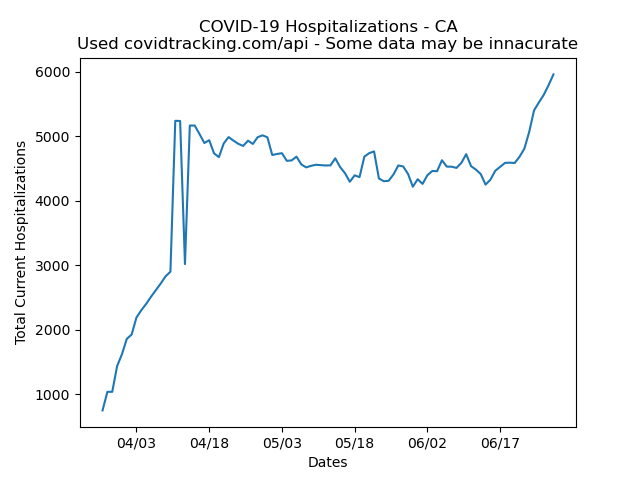 COVID-19 Hospitalizations - CA
Used covidtracking.com/api - Some data may be innacurate
Total Current Hospitalizations
6000
5000
4000
3000
2000
1000
04/03 04/18 05/03 05/18 06/02 06/17
Dates